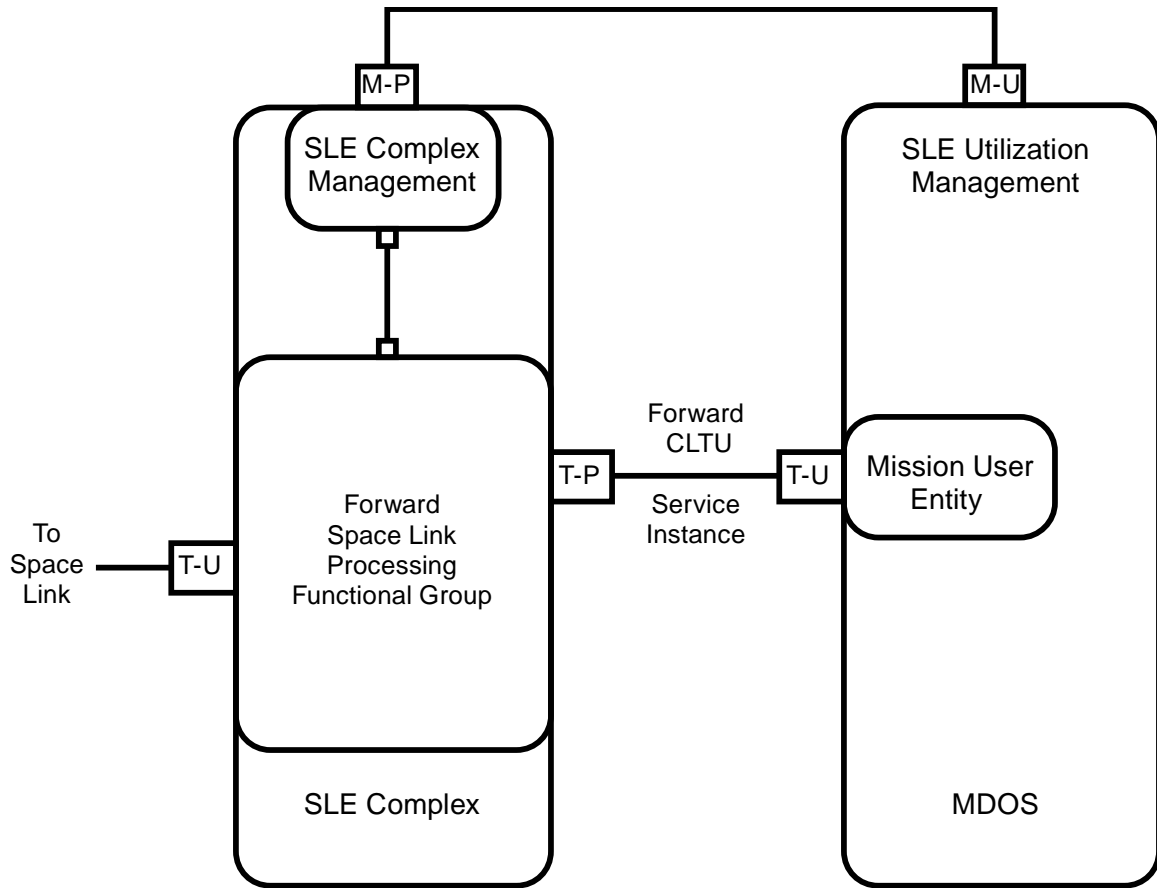 M-P
M-U
SLE Complex
Management
SLE Utilization
Management
Forward
CLTU
T-P
T-U
Mission User
Entity
Service
Instance
To
Space
Link
T-U
Forward
Space Link
Processing
Functional Group
SLE Complex
MDOS